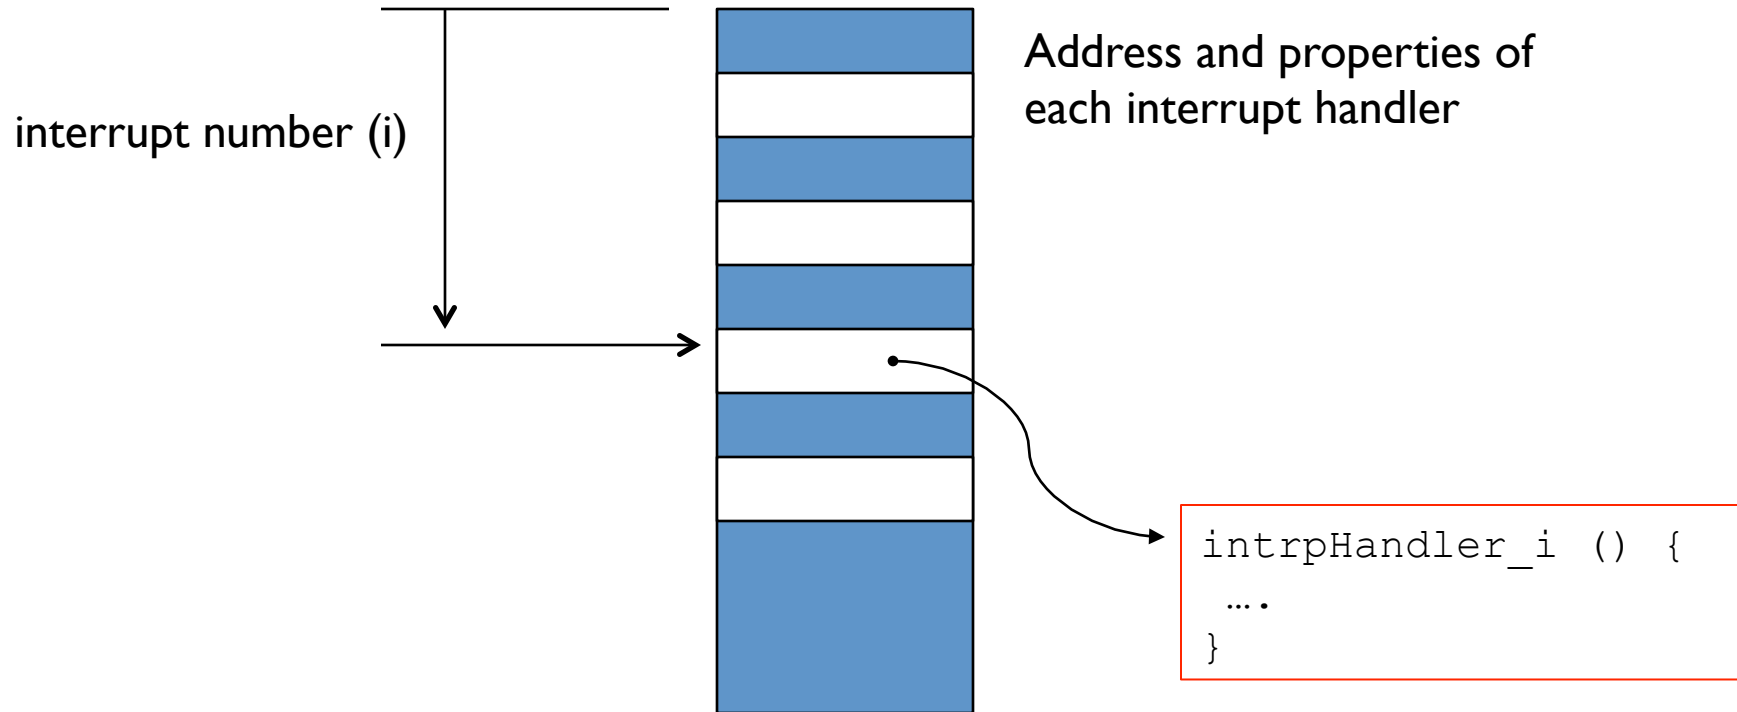 Address and properties of
each interrupt handler
interrupt number (i)
intrpHandler_i () {
….
}